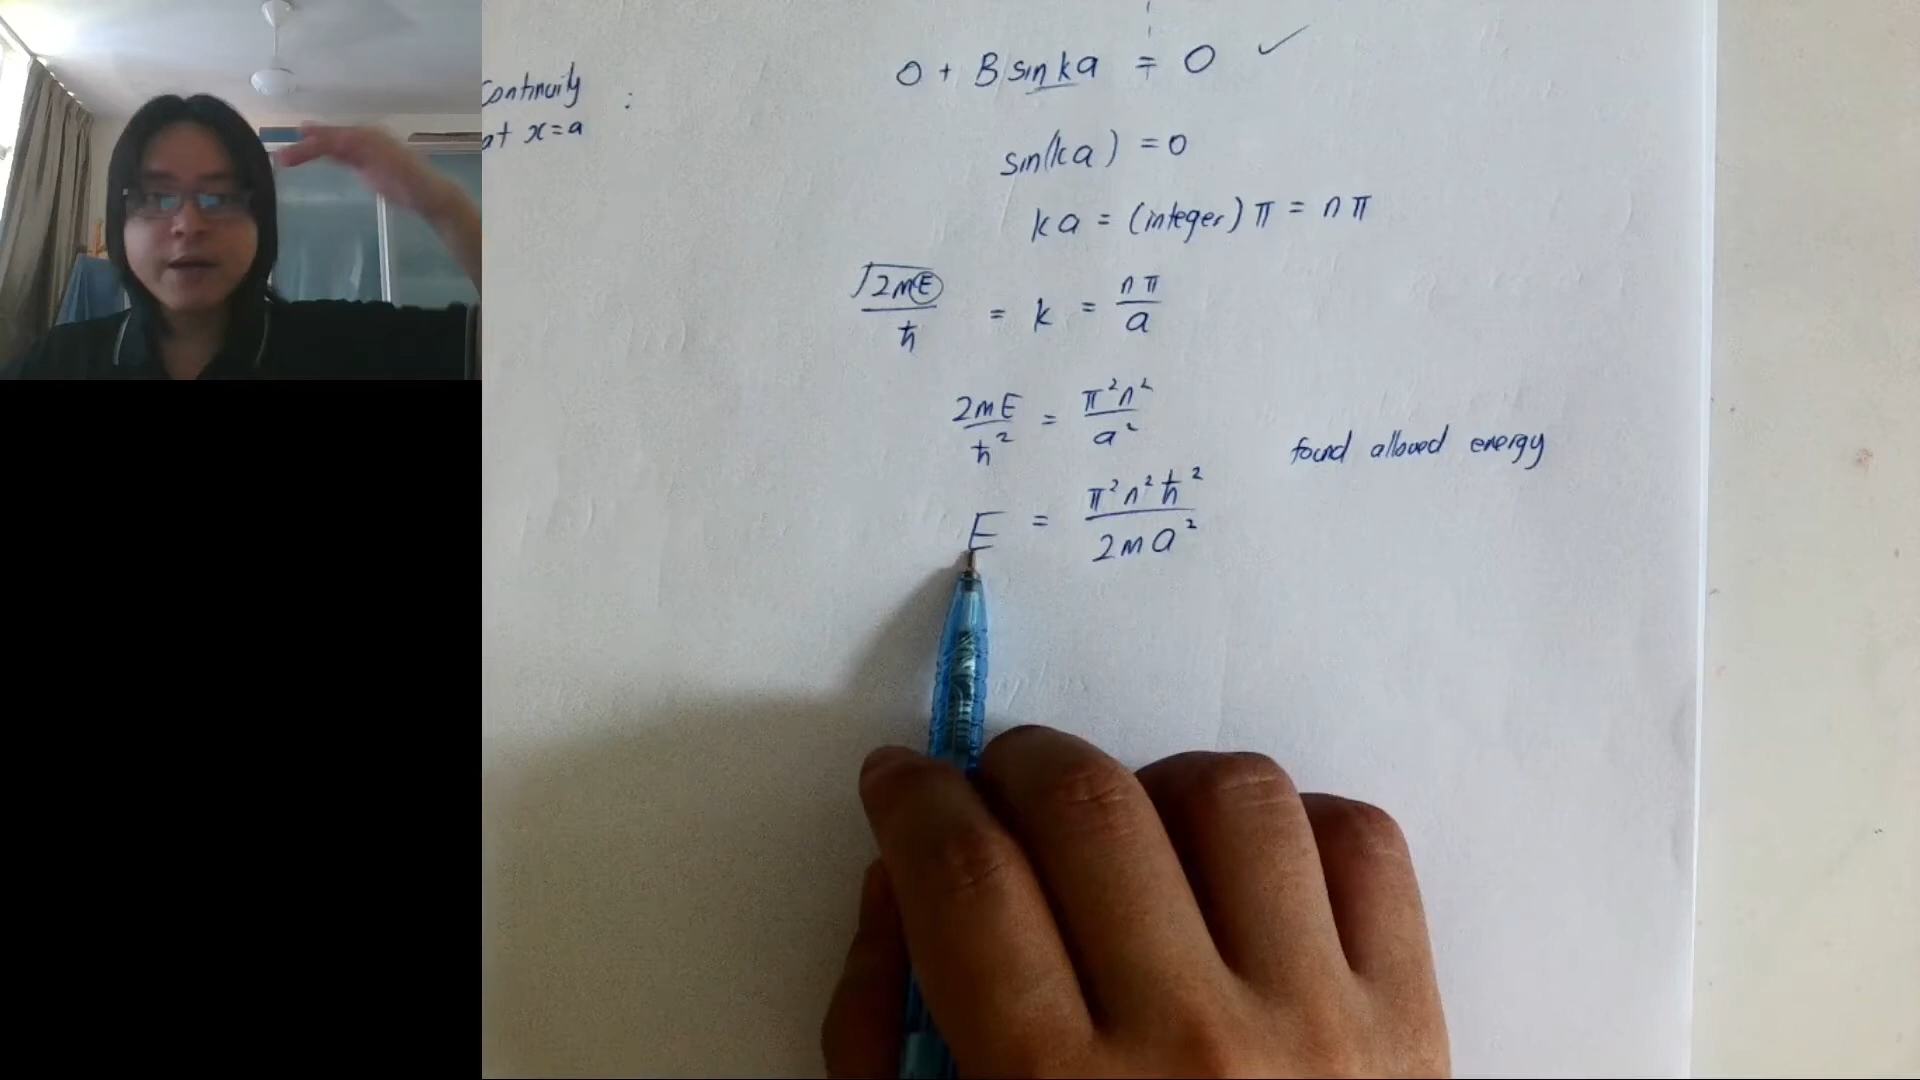 Continuity
at x=a :
0 + B sin ka = 0 ✓
sin(ka) = 0
ka = (integer) π = nπ
√2mE / ħ = k = nπ / a
2mE / ħ² = π²n² / a²
found allowed energy
E = π²n²ħ² / 2ma²